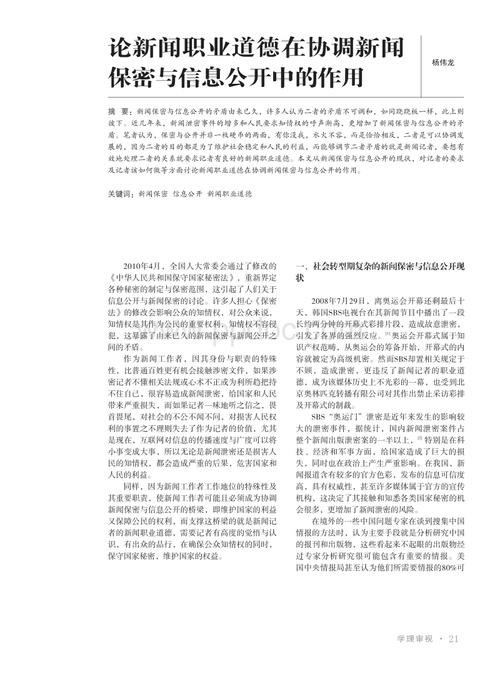 论新闻职业道德在协调新闻
保密与信息公开中的作用
杨伟龙
摘 要：新闻保密与信息公开的矛盾由来已久，许多人认为二者的矛盾不可调和，如同跷跷板一样，此上则
彼下。近几年来，新闻泄密事件的增多和人民要求知情权的呼声渐高，更增加了新闻保密与信息公开的矛
盾。笔者认为，保密与公开并非一枚硬币的两面，有你没我，水火不容，而是恰恰相反，二者是可以协调发
展的，因为二者的目的都是为了维护社会稳定和人民的利益，而能够调节二者矛盾的就是新闻记者，要想有
效地处理二者的关系就要求记者有良好的新闻职业道德。本文从新闻保密与信息公开的现状，对记者的要求
及记者该如何做等方面讨论新闻职业道德在协调新闻保密与信息公开的作用。
关键词：新闻保密 信息公开 新闻职业道德
2010年4月，全国人大常委会通过了修改的
《中华人民共和国保守国家秘密法》，重新界定
各种秘密的制定与保密范围，这引起了人们关于
信息公开与新闻保密的讨论。许多人担心《保密
法》的修改会影响公众的知情权，对公众来说，
知情权是其作为公民的重要权利，知情权不容侵
犯，这暴露了由来已久的新闻保密与新闻公开之
间的矛盾。
作为新闻工作者，因其身份与职责的特殊
性，比普通百姓更有机会接触涉密文件，如果涉
密记者不懂相关法规或心术不正成为利所趋把持
不住自己，很容易造成新闻泄密，给国家和人民
带来严重损失，而如果记者一味地听之信之，畏
首畏尾，对社会的不公不闻不问，对损害人民权
利的事置之不理则失去了作为记者的价值，尤其
是现在，互联网对信息的传播速度与广度可以将
小事变成大事，所以无论是新闻泄密还是损害人
民的知情权，都会造成严重的后果，危害国家和
人民的利益。
同样，因为新闻工作者工作地位的特殊性及
其重要职责，使新闻工作者可能且必须成为协调
新闻保密与信息公开的桥梁，即维护国家的利益
又保障公民的权利，而支撑这桥梁的就是新闻记
者的新闻职业道德，需要记者有高度的觉悟与认
识，有出众的品行，在确保公众知情权的同时，
保守国家秘密，维护国家的权益。
一、社会转型期复杂的新闻保密与信息公开现
状
2008年7月29日，离奥运会开幕还剩最后十
天，韩国SBS电视台在其新闻节目中播出了一段
长约两分钟的开幕式彩排片段，造成故意泄密，
引发了各界的强烈反应。[1]奥运会开幕式属于知
识产权范畴，从奥运会的筹备开始，开幕式的内
容就被定为高级机密。然而SBS却置相关规定于
不顾，造成泄密，更违反了新闻记者的职业道
德，成为该媒体历史上不光彩的一幕，也受到北
京奥林匹克转播有限公司对其作出禁止采访彩排
及开幕式的制裁。
SBS“奥运门”泄密是近年来发生的影响较
大的泄密事件，据统计，国内新闻泄密案件占
整个新闻出版泄密案的一半以上，[2]特别是在科
技、经济和军事方面，给国家造成了巨大的损
失，同时也在政治上产生严重影响。在我国，新
闻报道含有较多的官方色彩，发布的信息可信度
高，具有权威性，甚至许多媒体属于官方的宣传
机构，这决定了其接触和知悉各类国家秘密的机
会很多，更增加了新闻泄密的风险。
在境外的一些中国问题专家在谈到搜集中国
情报的方法时，认为主要手段就是分析研究中国
的报刊和出版物，这些看起来不起眼的出版物经
过专家分析研究很可能包含有重要的情报。美
国中央情报局甚至认为他们所需要情报的80%可
学理审视 · 21